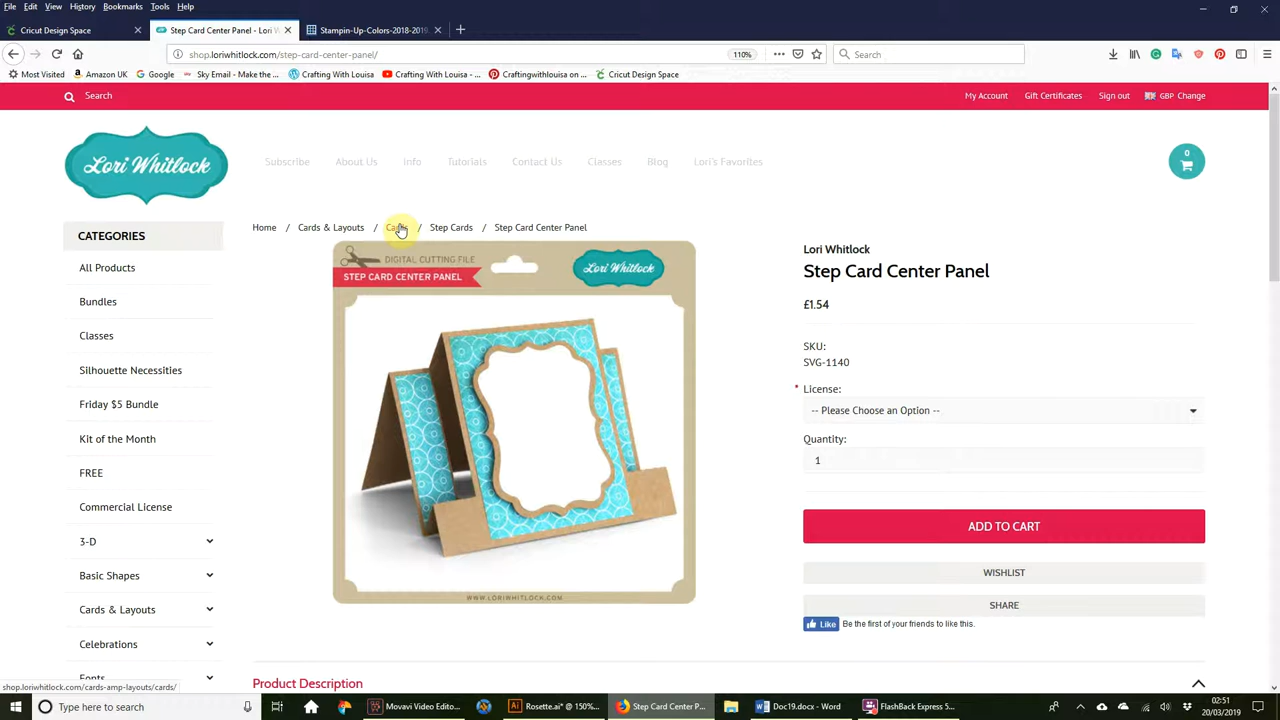 File Edit View History Bookmarks Tools Help
Cricut Design Space
Step Card Center Panel - Lori W
Stampin-Up-Colors-2018-2019.
shop.loriwhitlock.com/step-card-center-panel/
110%
Search
Most Visited
Amazon UK
Google
Sky Email - Make the ...
Crafting With Louisa
Crafting With Louisa - ...
Craftingwithlouisa on ...
Cricut Design Space
Search
My Account
Gift Certificates
Sign out
GBP Change
Lori Whitlock
Subscribe
About Us
Info
Tutorials
Contact Us
Classes
Blog
Lori's Favorites
0
CATEGORIES
All Products
Bundles
Classes
Silhouette Necessities
Friday $5 Bundle
Kit of the Month
FREE
Commercial License
3-D
Basic Shapes
Cards & Layouts
Celebrations
Fonts
Home / Cards & Layouts / Cards / Step Cards / Step Card Center Panel
DIGITAL CUTTING FILE
STEP CARD CENTER PANEL
Lori Whitlock
WWW.LORIWHITLOCK.COM
Lori Whitlock
Step Card Center Panel
£1.54
SKU:
SVG-1140
* License:
-- Please Choose an Option --
Quantity:
1
ADD TO CART
WISHLIST
SHARE
Like
Be the first of your friends to like this.
Product Description
shop.loriwhitlock.com/cards-amp-layouts/cards/
Type here to search
Movavi Video Edito...
Rosette.ai* @ 150%...
Step Card Center P...
Doc19.docx - Word
FlashBack Express 5...
02:51
20/03/2019